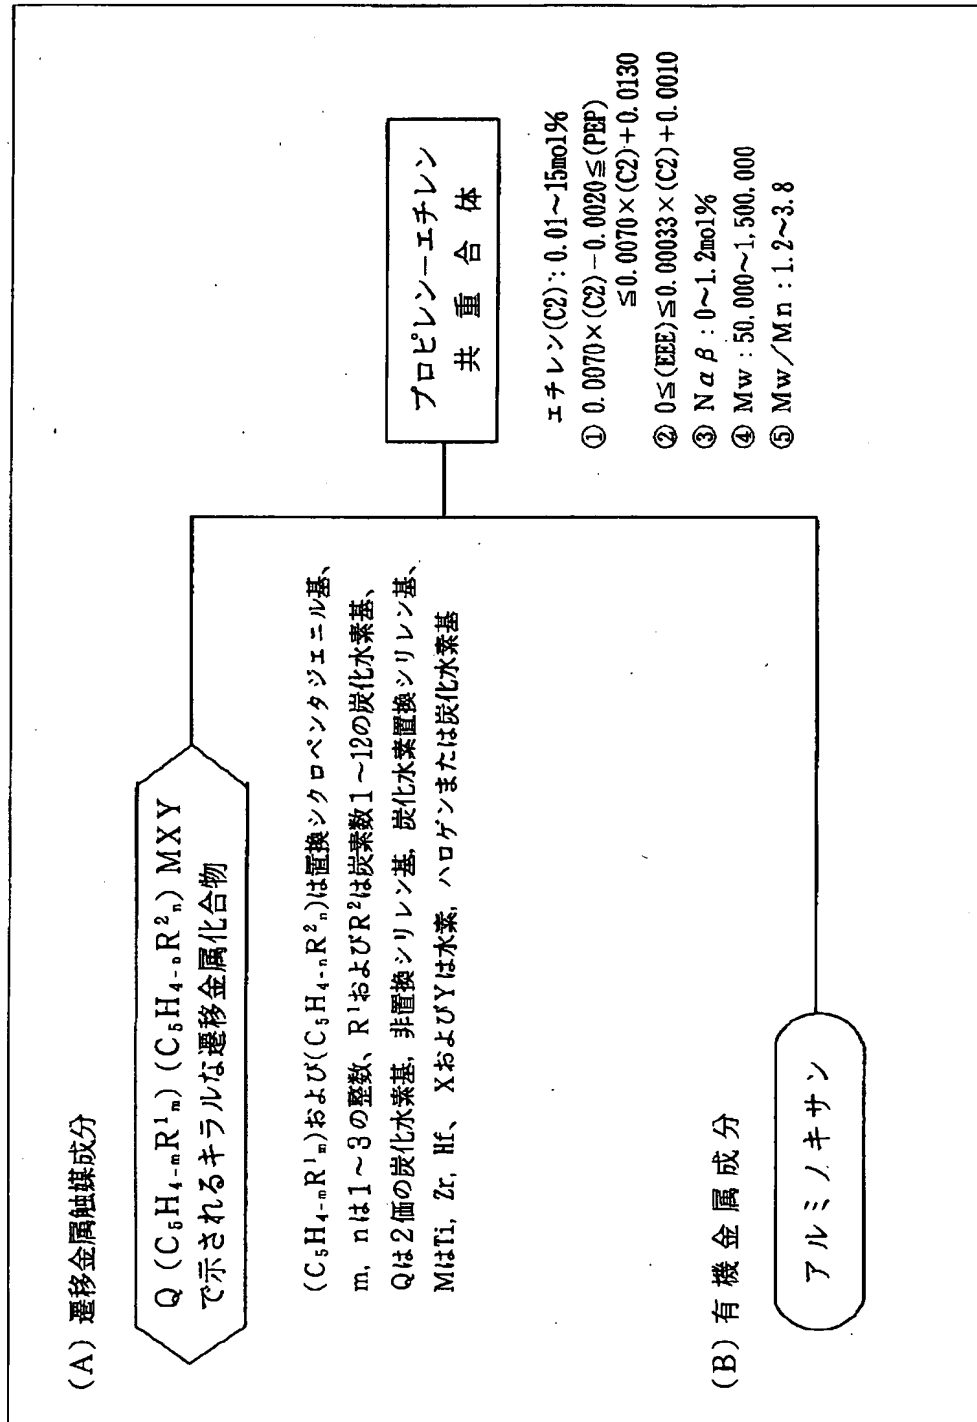 (A) 遷移金属触媒成分
Q (C₅H₄₋ₘR¹ₘ) (C₅H₄₋ₙR²ₙ) MXY
で示されるキラルな遷移金属化合物
(C₅H₄₋ₘR¹ₘ)および(C₅H₄₋ₙR²ₙ)は置換シクロペンタジェニル基、
m, nは1~3の整数、R¹およびR²は炭素数1~12の炭化水素基、
Qは2価の炭化水素基, 非置換シリレン基, 炭化水素置換シリレン基、
MはTi, Zr, Hf、XおよびYは水素, ハロゲンまたは炭化水素基
(B) 有機金属成分
アルミノキサン
プロピレン−エチレン
共重合体
エチレン(C2):0.01~15mol%
① 0.0070×(C2)−0.0020≦(PEP)
≦0.0070×(C2)+0.0130
② 0≦(EEE)≦0.00033×(C2)+0.0010
③ Nαβ:0~1.2mol%
④ Mw:50,000~1,500,000
⑤ Mw/Mn:1.2~3.8